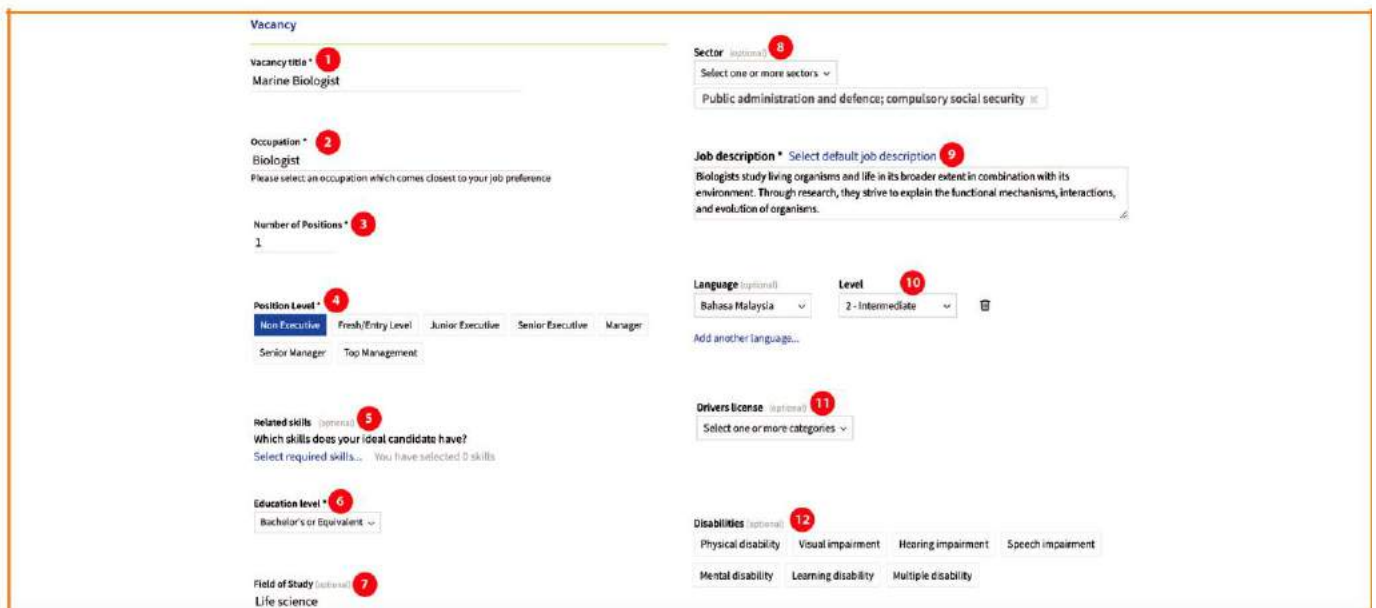 Vacancy
Vacancy title * 1
Marine Biologist
Occupation * 2
Biologist
Please select an occupation which comes closest to your job preference
Number of Positions * 3
1
Position Level * 4
Non Executive Fresh/Entry Level Junior Executive Senior Executive Manager
Senior Manager Top Management
Related skills (optional) 5
Which skills does your ideal candidate have?
Select required skills... You have selected 0 skills
Education level * 6
Bachelor's or Equivalent
Field of Study (optional) 7
Life science
Sector (optional) 8
Select one or more sectors
Public administration and defence; compulsory social security ×
Job description * Select default job description 9
Biologists study living organisms and life in its broader extent in combination with its
environment. Through research, they strive to explain the functional mechanisms, interactions,
and evolution of organisms.
Language (optional) Level 10
Bahasa Malaysia 2 - Intermediate
Add another language...
Drivers license (optional) 11
Select one or more categories
Disabilities (optional) 12
Physical disability Visual impairment Hearing impairment Speech impairment
Mental disability Learning disability Multiple disability